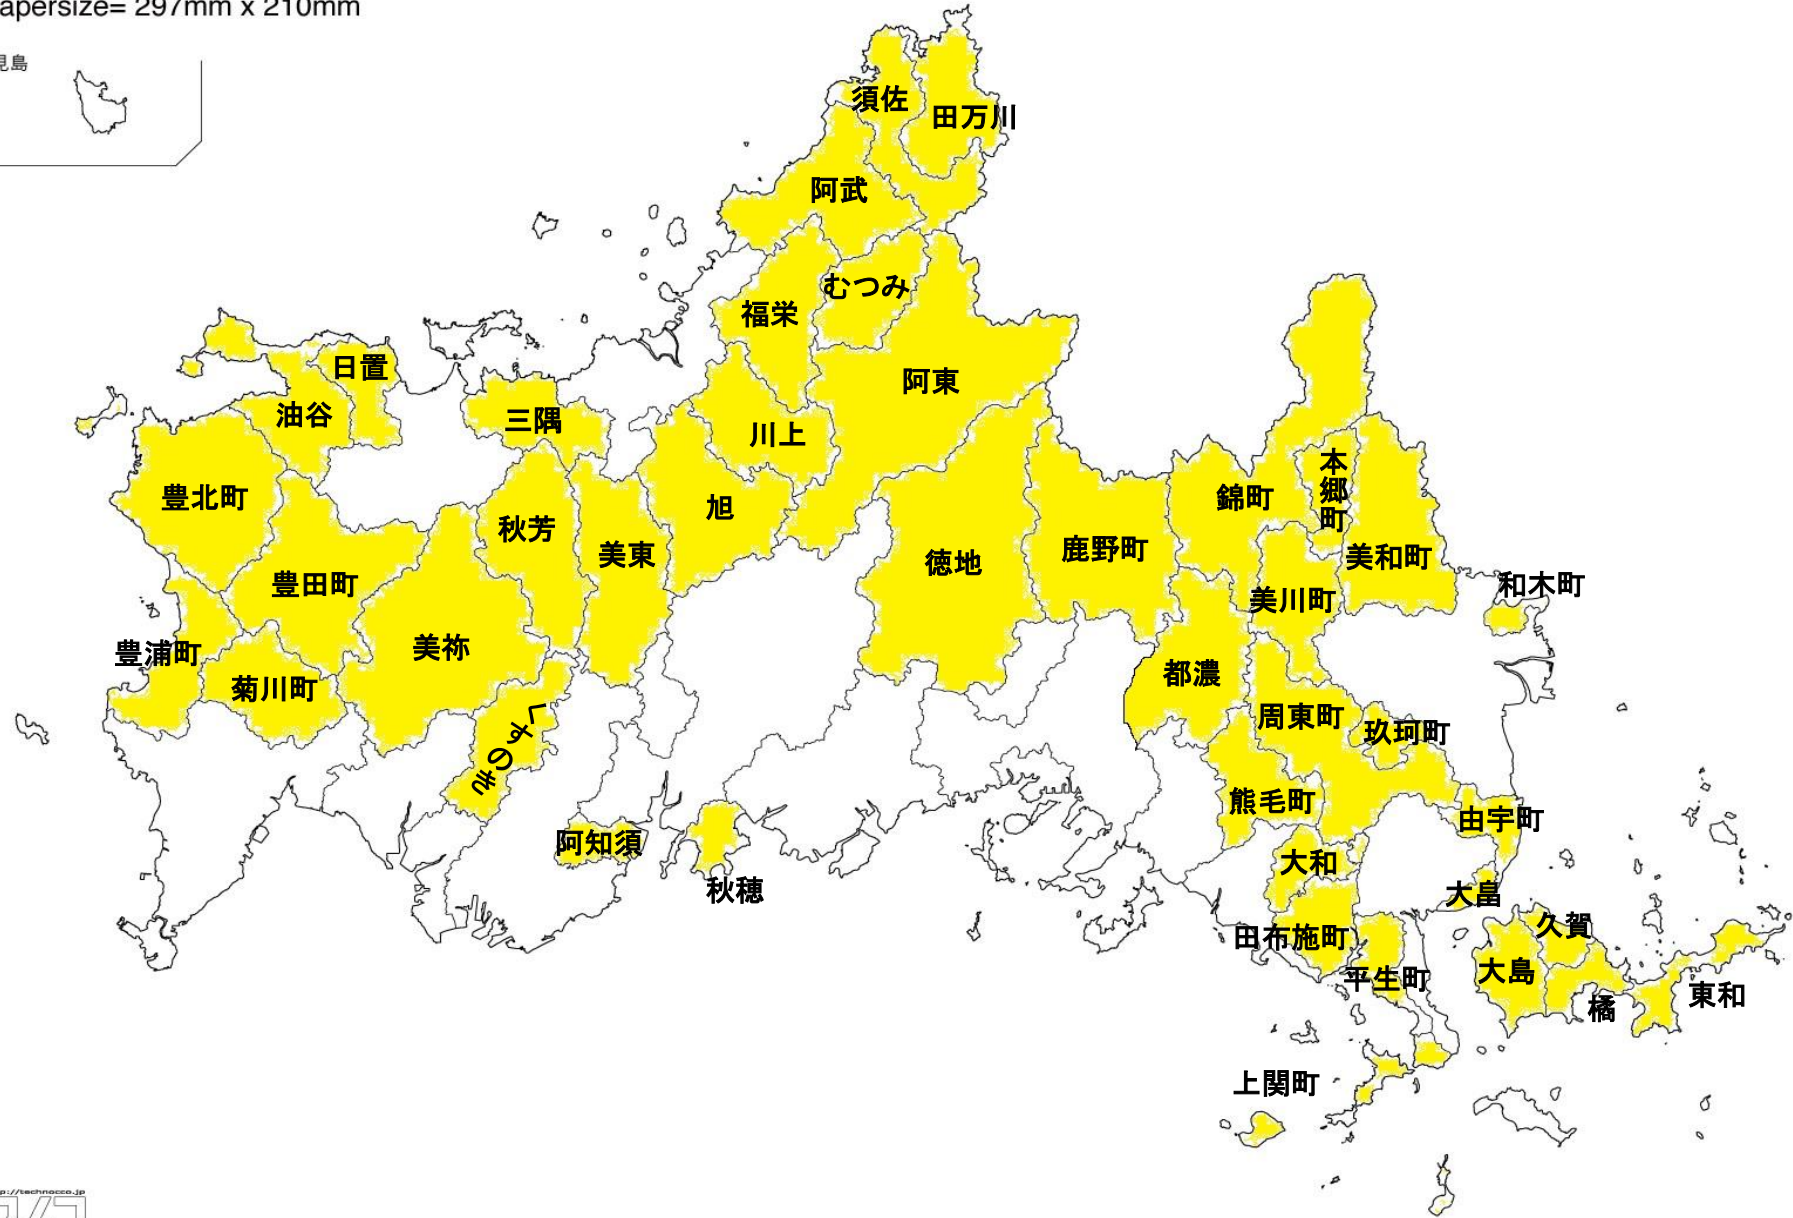 apersize= 297mm x 210mm
見島
須佐
田万川
阿武
むつみ
福栄
日置
阿東
油谷
三隅
川上
本郷町
豊北町
錦町
旭
秋芳
美東
鹿野町
美和町
徳地
豊田町
和木町
美川町
美祢
豊浦町
都濃
菊川町
周東町
玖珂町
くすのき
熊毛町
由宇町
阿知須
大和
秋穂
大畠
久賀
田布施町
大島
平生町
東和
橘
上関町
p://technocco.jp